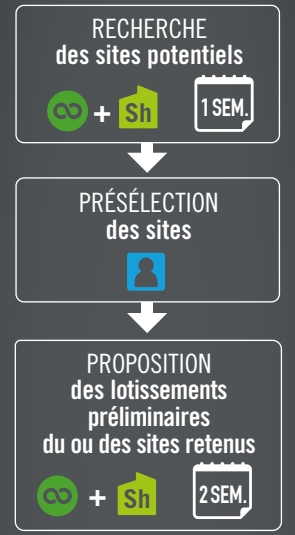 RECHERCHE
des sites potentiels
+ Sh 1 SEM.
PRÉSÉLECTION
des sites
PROPOSITION
des lotissements
préliminaires
du ou des sites retenus
+ Sh 2 SEM.